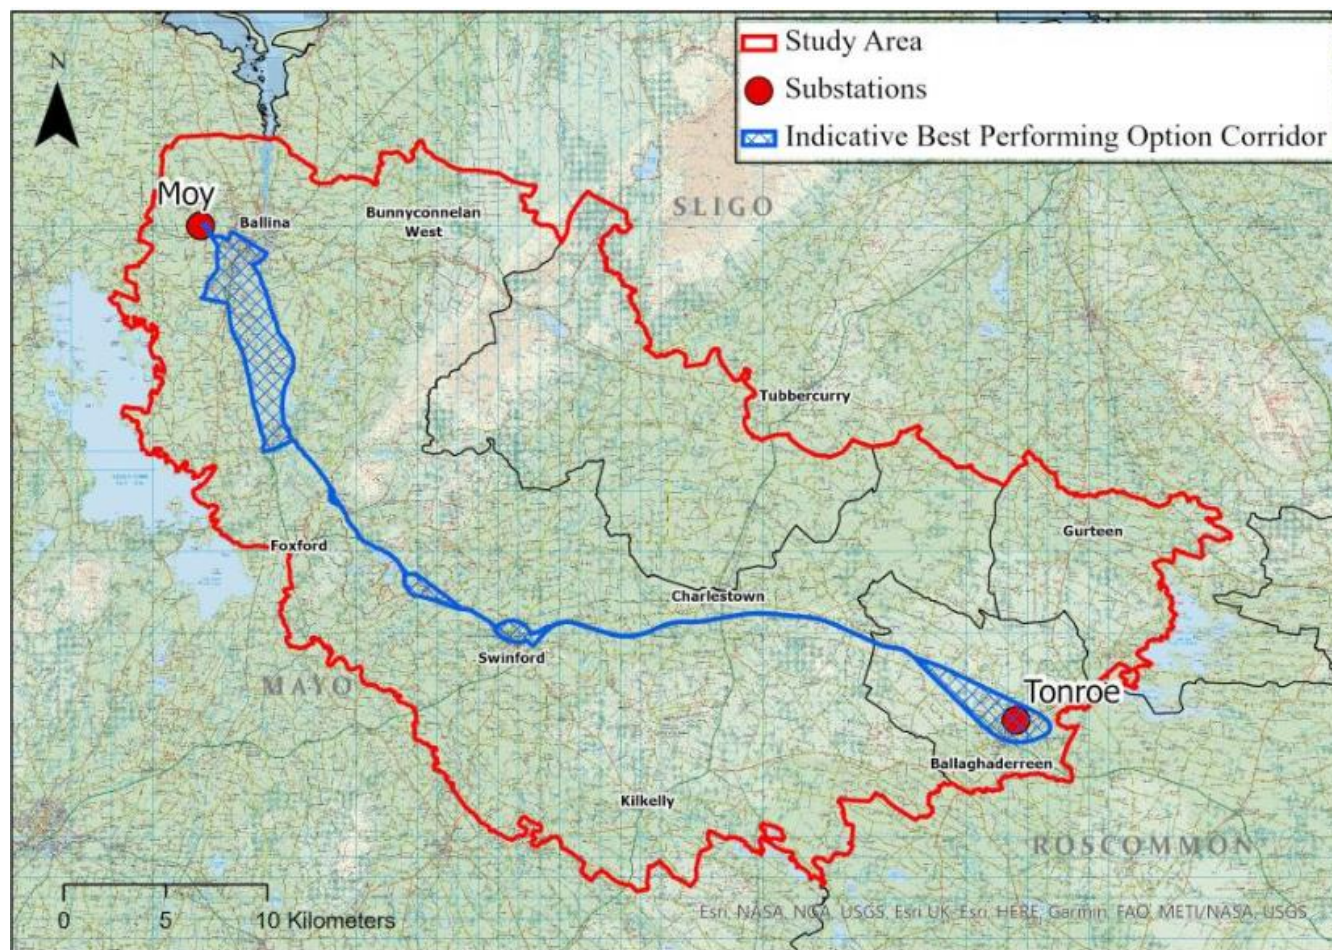 N
Study Area
Substations
Indicative Best Performing Option Corridor
Moy
Ballina
Bunnyconnelan
West
SLIGO
Tubbercurry
Gurteen
Foxford
Charlestown
Swinford
MAYO
Tonroe
Ballaghaderreen
Kilkelly
ROSCOMMON
0 5 10 Kilometers
Esri, NASA, NGA, USGS, Esri UK, Esri, HERE, Garmin, FAO, METI/NASA, USGS